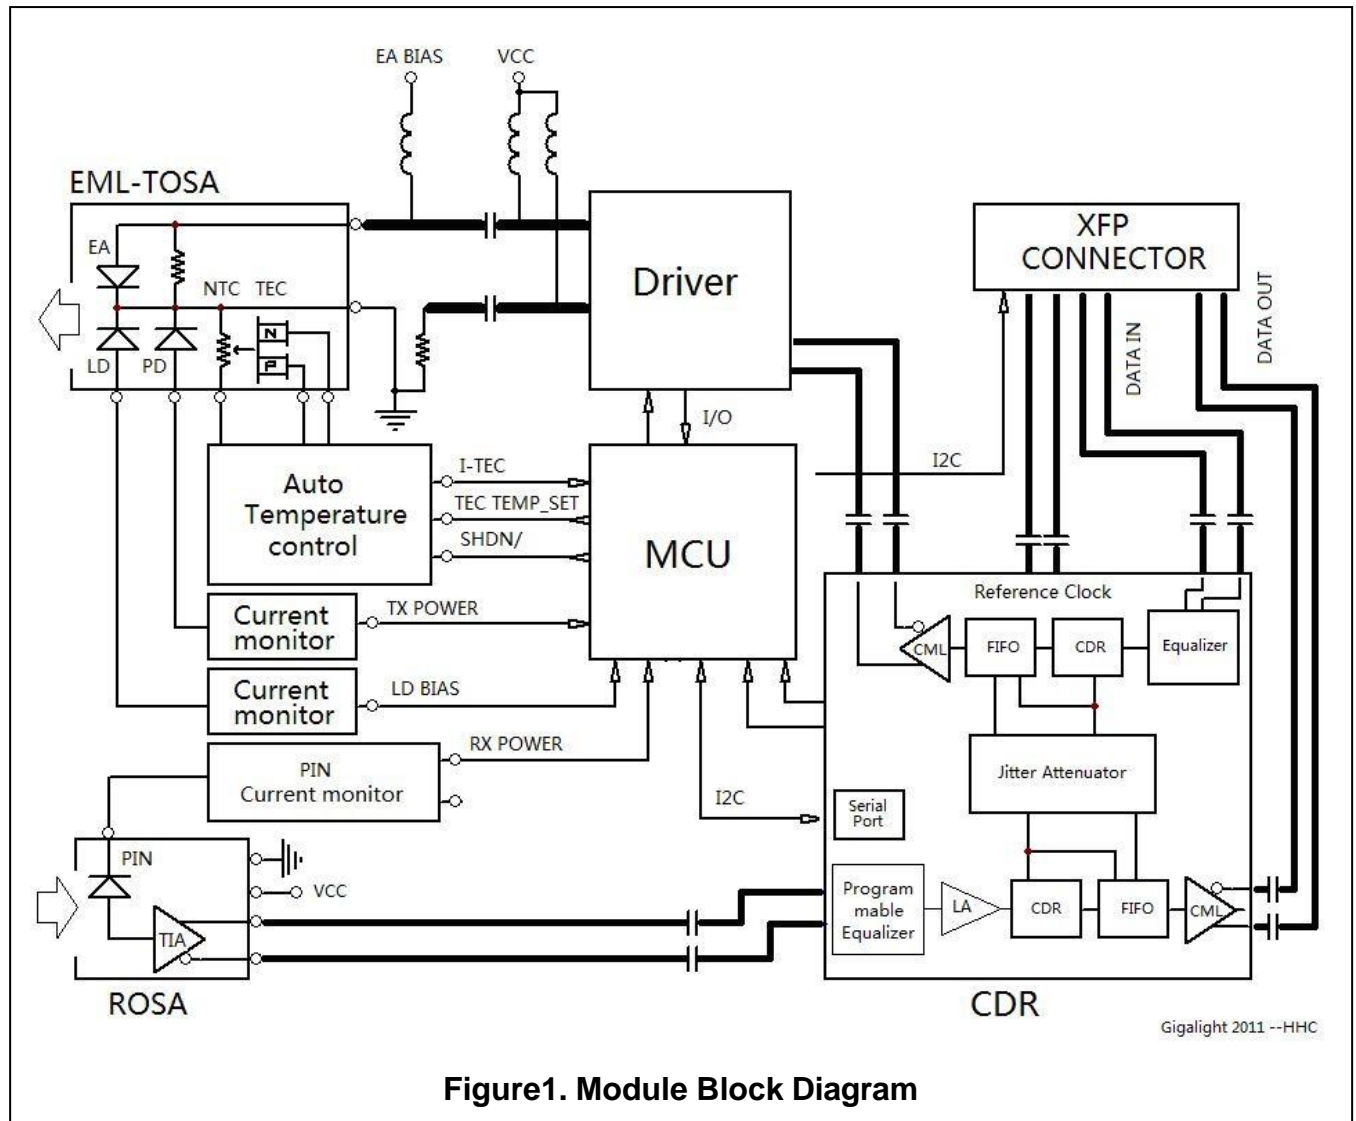 EA BIAS
VCC
EML-TOSA
EA
NTC TEC
N
P
LD
PD
Driver
XFP
CONNECTOR
DATA IN
DATA OUT
I/O
I2C
Auto
Temperature
control
I-TEC
TEC TEMP_SET
SHDN/
MCU
Current
monitor
TX POWER
Current
monitor
LD BIAS
PIN
Current monitor
RX POWER
I2C
Reference Clock
CML
FIFO
CDR
Equalizer
Jitter Attenuator
Serial
Port
Program
mable
Equalizer
LA
CDR
FIFO
CML
PIN
VCC
TIA
ROSA
CDR
Gigalight 2011 --HHC
Figure1. Module Block Diagram